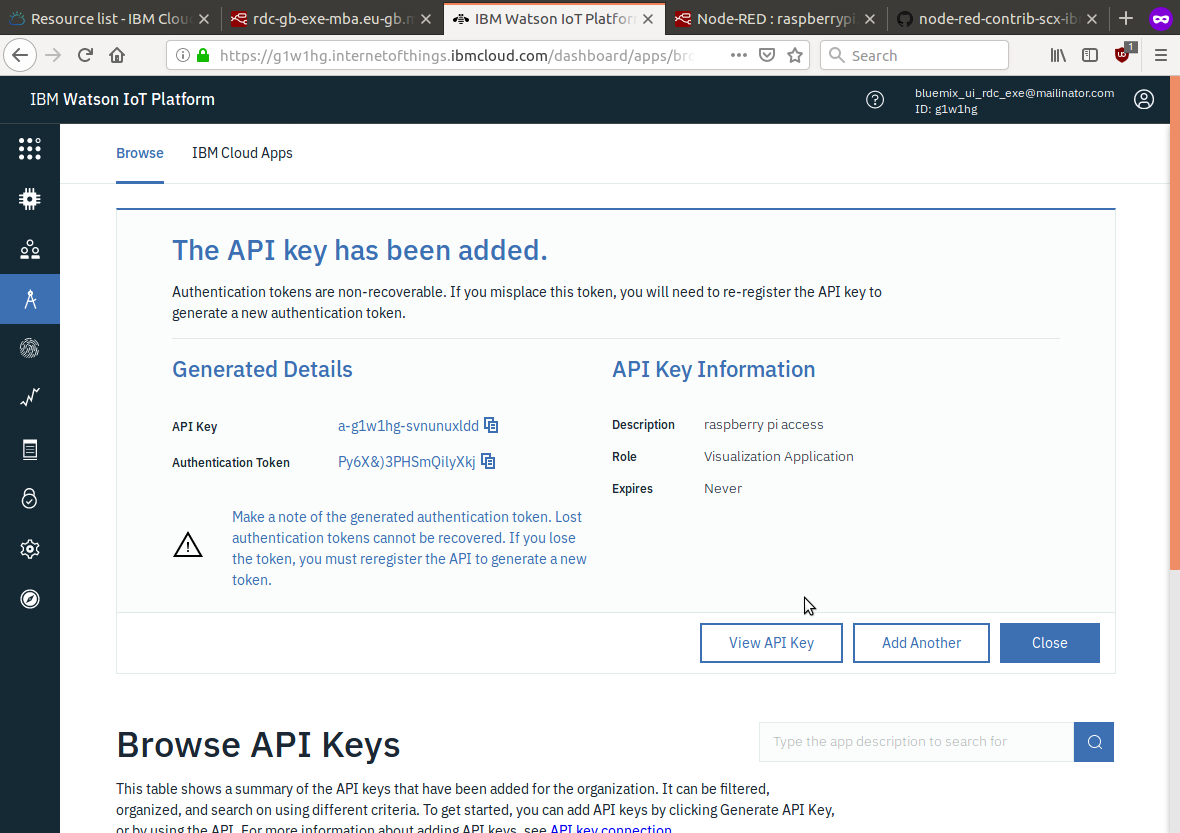 Resource list - IBM Clou
rdc-gb-exe-mba.eu-gb.m
IBM Watson IoT Platfor
Node-RED : raspberrypi
node-red-contrib-scx-ib
https://g1w1hg.internetofthings.ibmcloud.com/dashboard/apps/bro
Search
1
IBM Watson IoT Platform
bluemix_ui_rdc_exe@mailinator.com
ID: g1w1hg
Browse
IBM Cloud Apps
The API key has been added.
Authentication tokens are non-recoverable. If you misplace this token, you will need to re-register the API key to
generate a new authentication token.
Generated Details
API Key Information
API Key
a-g1w1hg-svnunuxldd
Authentication Token
Py6X&)3PHSmQilyXkj
Description
raspberry pi access
Role
Visualization Application
Expires
Never
Make a note of the generated authentication token. Lost
authentication tokens cannot be recovered. If you lose
the token, you must reregister the API to generate a new
token.
View API Key
Add Another
Close
Browse API Keys
Type the app description to search for
This table shows a summary of the API keys that have been added for the organization. It can be filtered,
organized, and search on using different criteria. To get started, you can add API keys by clicking Generate API Key,
or by using the API. For more information about adding API keys, see API key connection